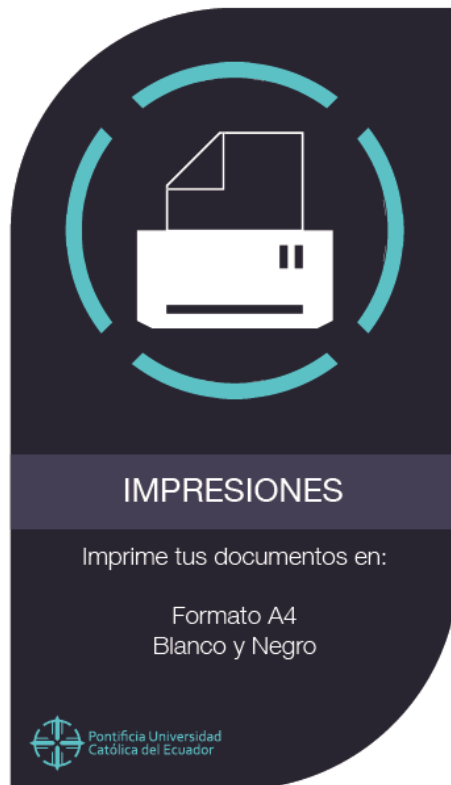 IMPRESIONES
Imprime tus documentos en:
Formato A4
Blanco y Negro
Pontificia Universidad
Católica del Ecuador